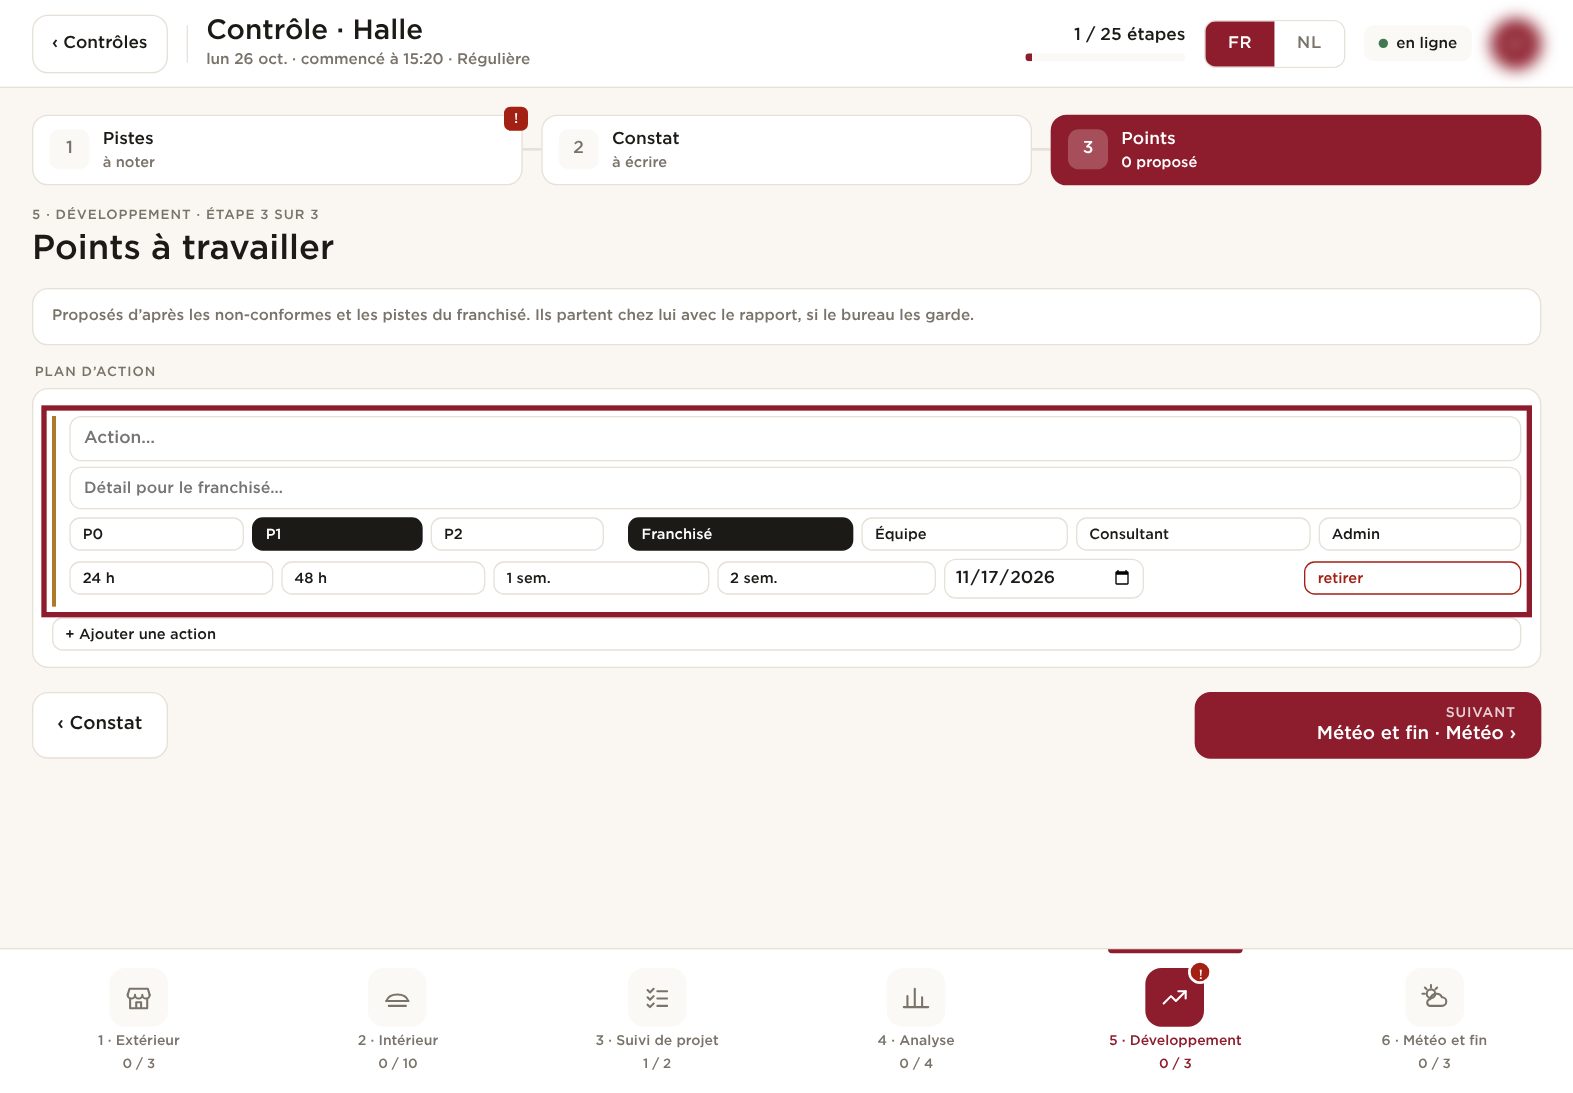 ‹ Contrôles
Contrôle · Halle
lun 26 oct. · commencé à 15:20 · Régulière
1 / 25 étapes
FR
NL
en ligne
1
Pistes
à noter
!
2
Constat
à écrire
3
Points
0 proposé
5 · DÉVELOPPEMENT · ÉTAPE 3 SUR 3
Points à travailler
Proposés d’après les non-conformes et les pistes du franchisé. Ils partent chez lui avec le rapport, si le bureau les garde.
PLAN D’ACTION
Action...
Détail pour le franchisé...
P0
P1
P2
Franchisé
Équipe
Consultant
Admin
24 h
48 h
1 sem.
2 sem.
11/17/2026
retirer
+ Ajouter une action
‹ Constat
SUIVANT
Météo et fin · Météo ›
1 · Extérieur
0 / 3
2 · Intérieur
0 / 10
3 · Suivi de projet
1 / 2
4 · Analyse
0 / 4
!
5 · Développement
0 / 3
6 · Météo et fin
0 / 3